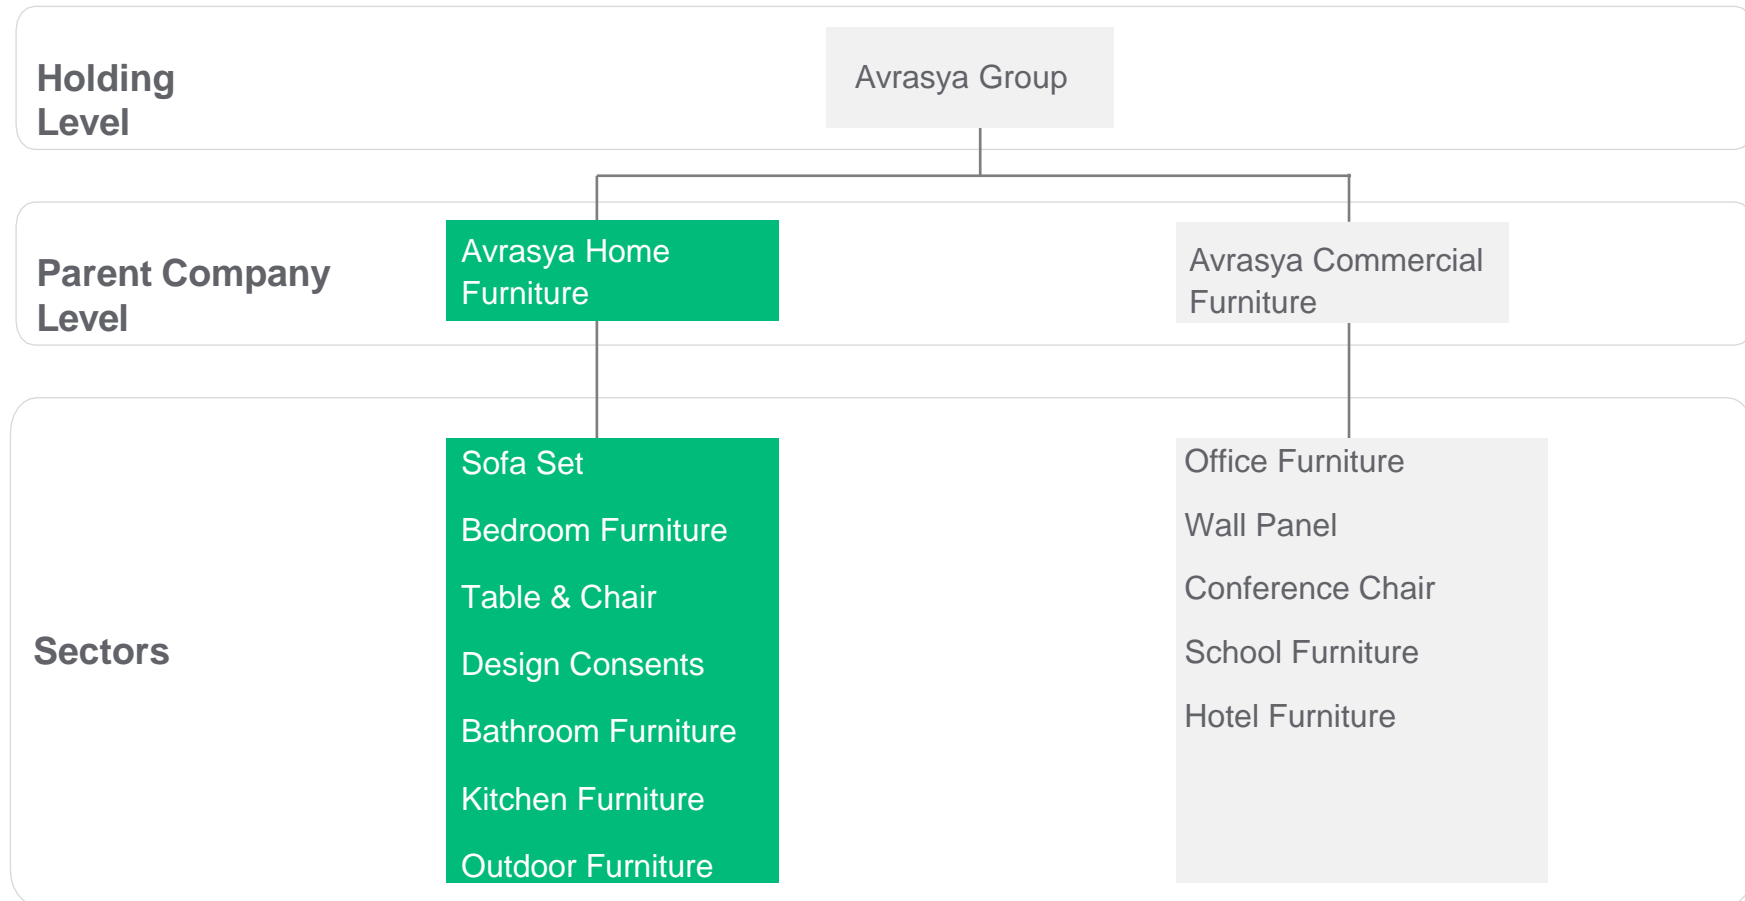 Holding
Level
Avrasya Group
Parent Company
Level
Avrasya Home
Furniture
Avrasya Commercial
Furniture
Sectors
Sofa Set
Bedroom Furniture
Table & Chair
Design Consents
Bathroom Furniture
Kitchen Furniture
Outdoor Furniture
Office Furniture
Wall Panel
Conference Chair
School Furniture
Hotel Furniture